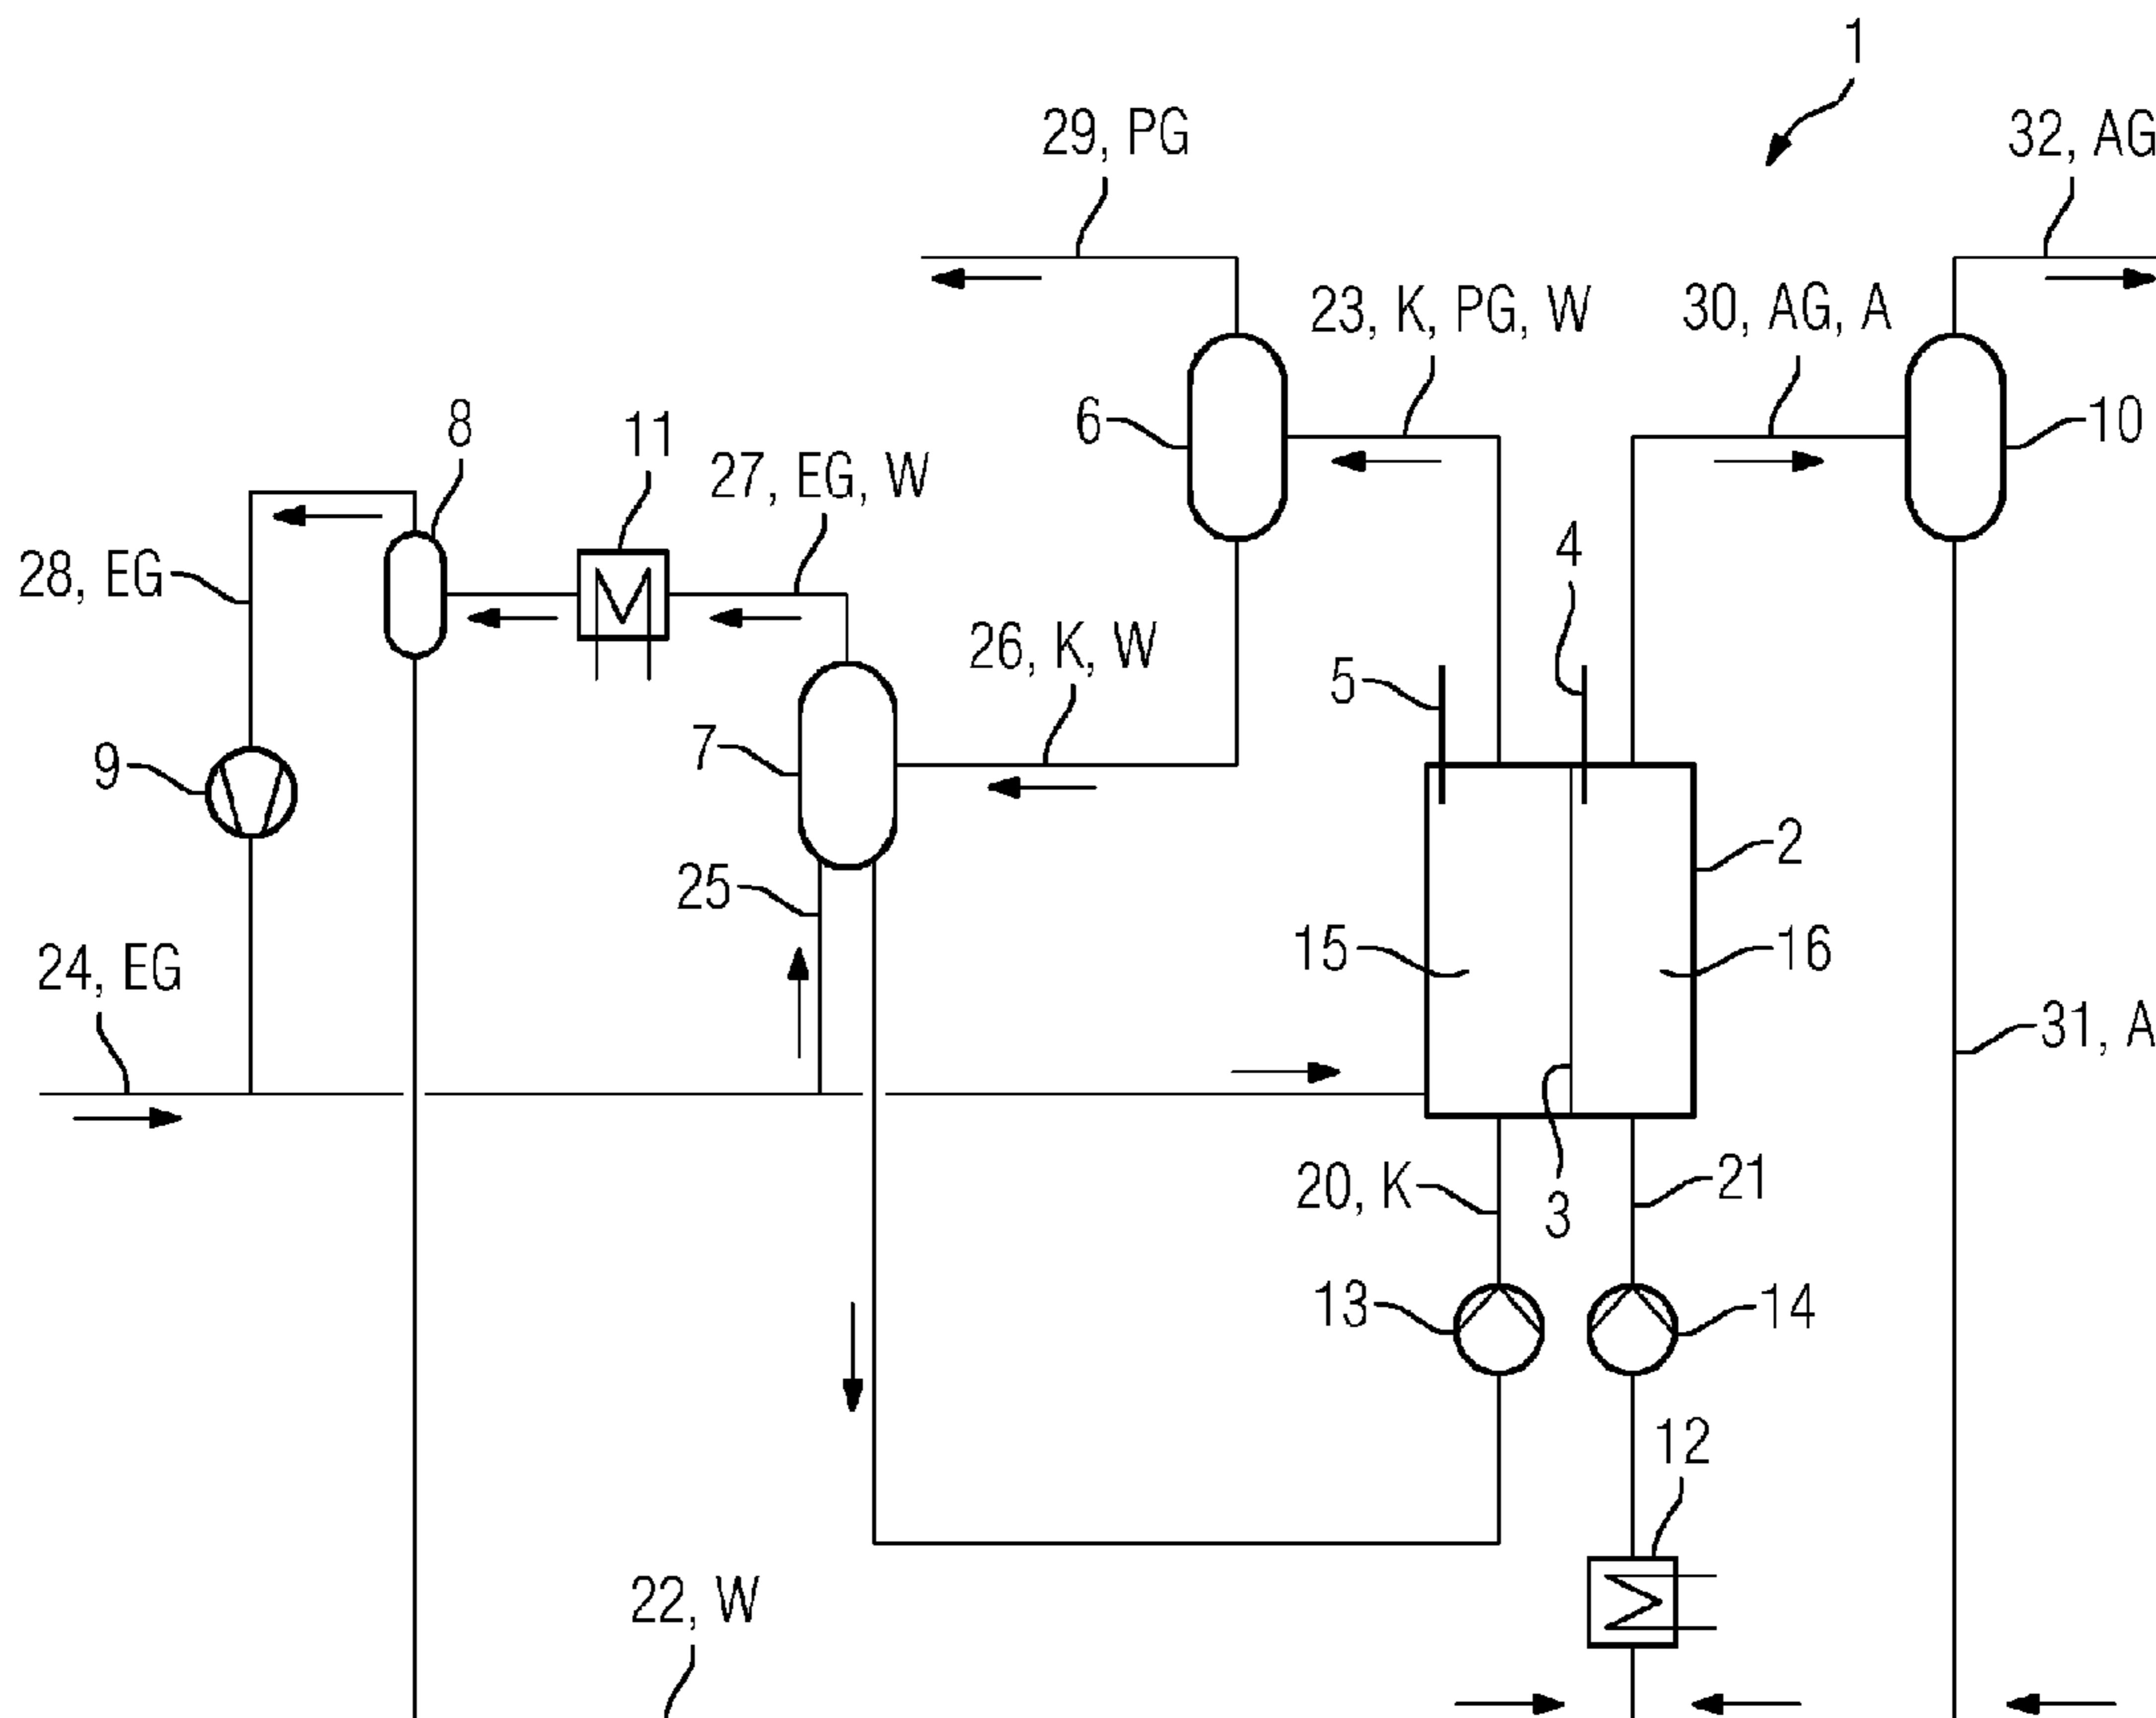 1
29, PG
32, AG
23, K, PG, W
30, AG, A
6
10
8
11
27, EG, W
4
28, EG
26, K, W
5
7
9
2
25
15
16
24, EG
31, A
20, K
3
21
13
14
12
22, W